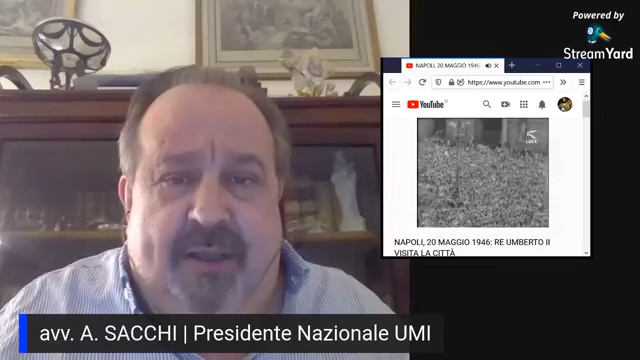 Powered by
StreamYard
NAPOLI, 20 MAGGIO 1946:
https://www.youtube.com
YouTube
IT
LUCE
NAPOLI, 20 MAGGIO 1946: RE UMBERTO II
VISITA LA CITTÀ
avv. A. SACCHI | Presidente Nazionale UMI